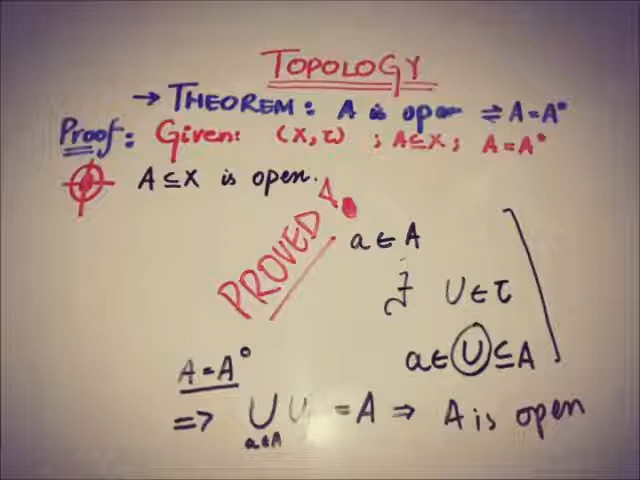 TOPOLOGY
→ THEOREM: A is open ⇌ A = A°
Proof: Given: (X, τ) ; A ⊆ X ; A = A°
A ⊆ X is open.
PROVED
a ∈ A
∃ U ∈ τ
a ∈ U ⊆ A
A = A°
=> ⋃ U = A => A is open
a∈A